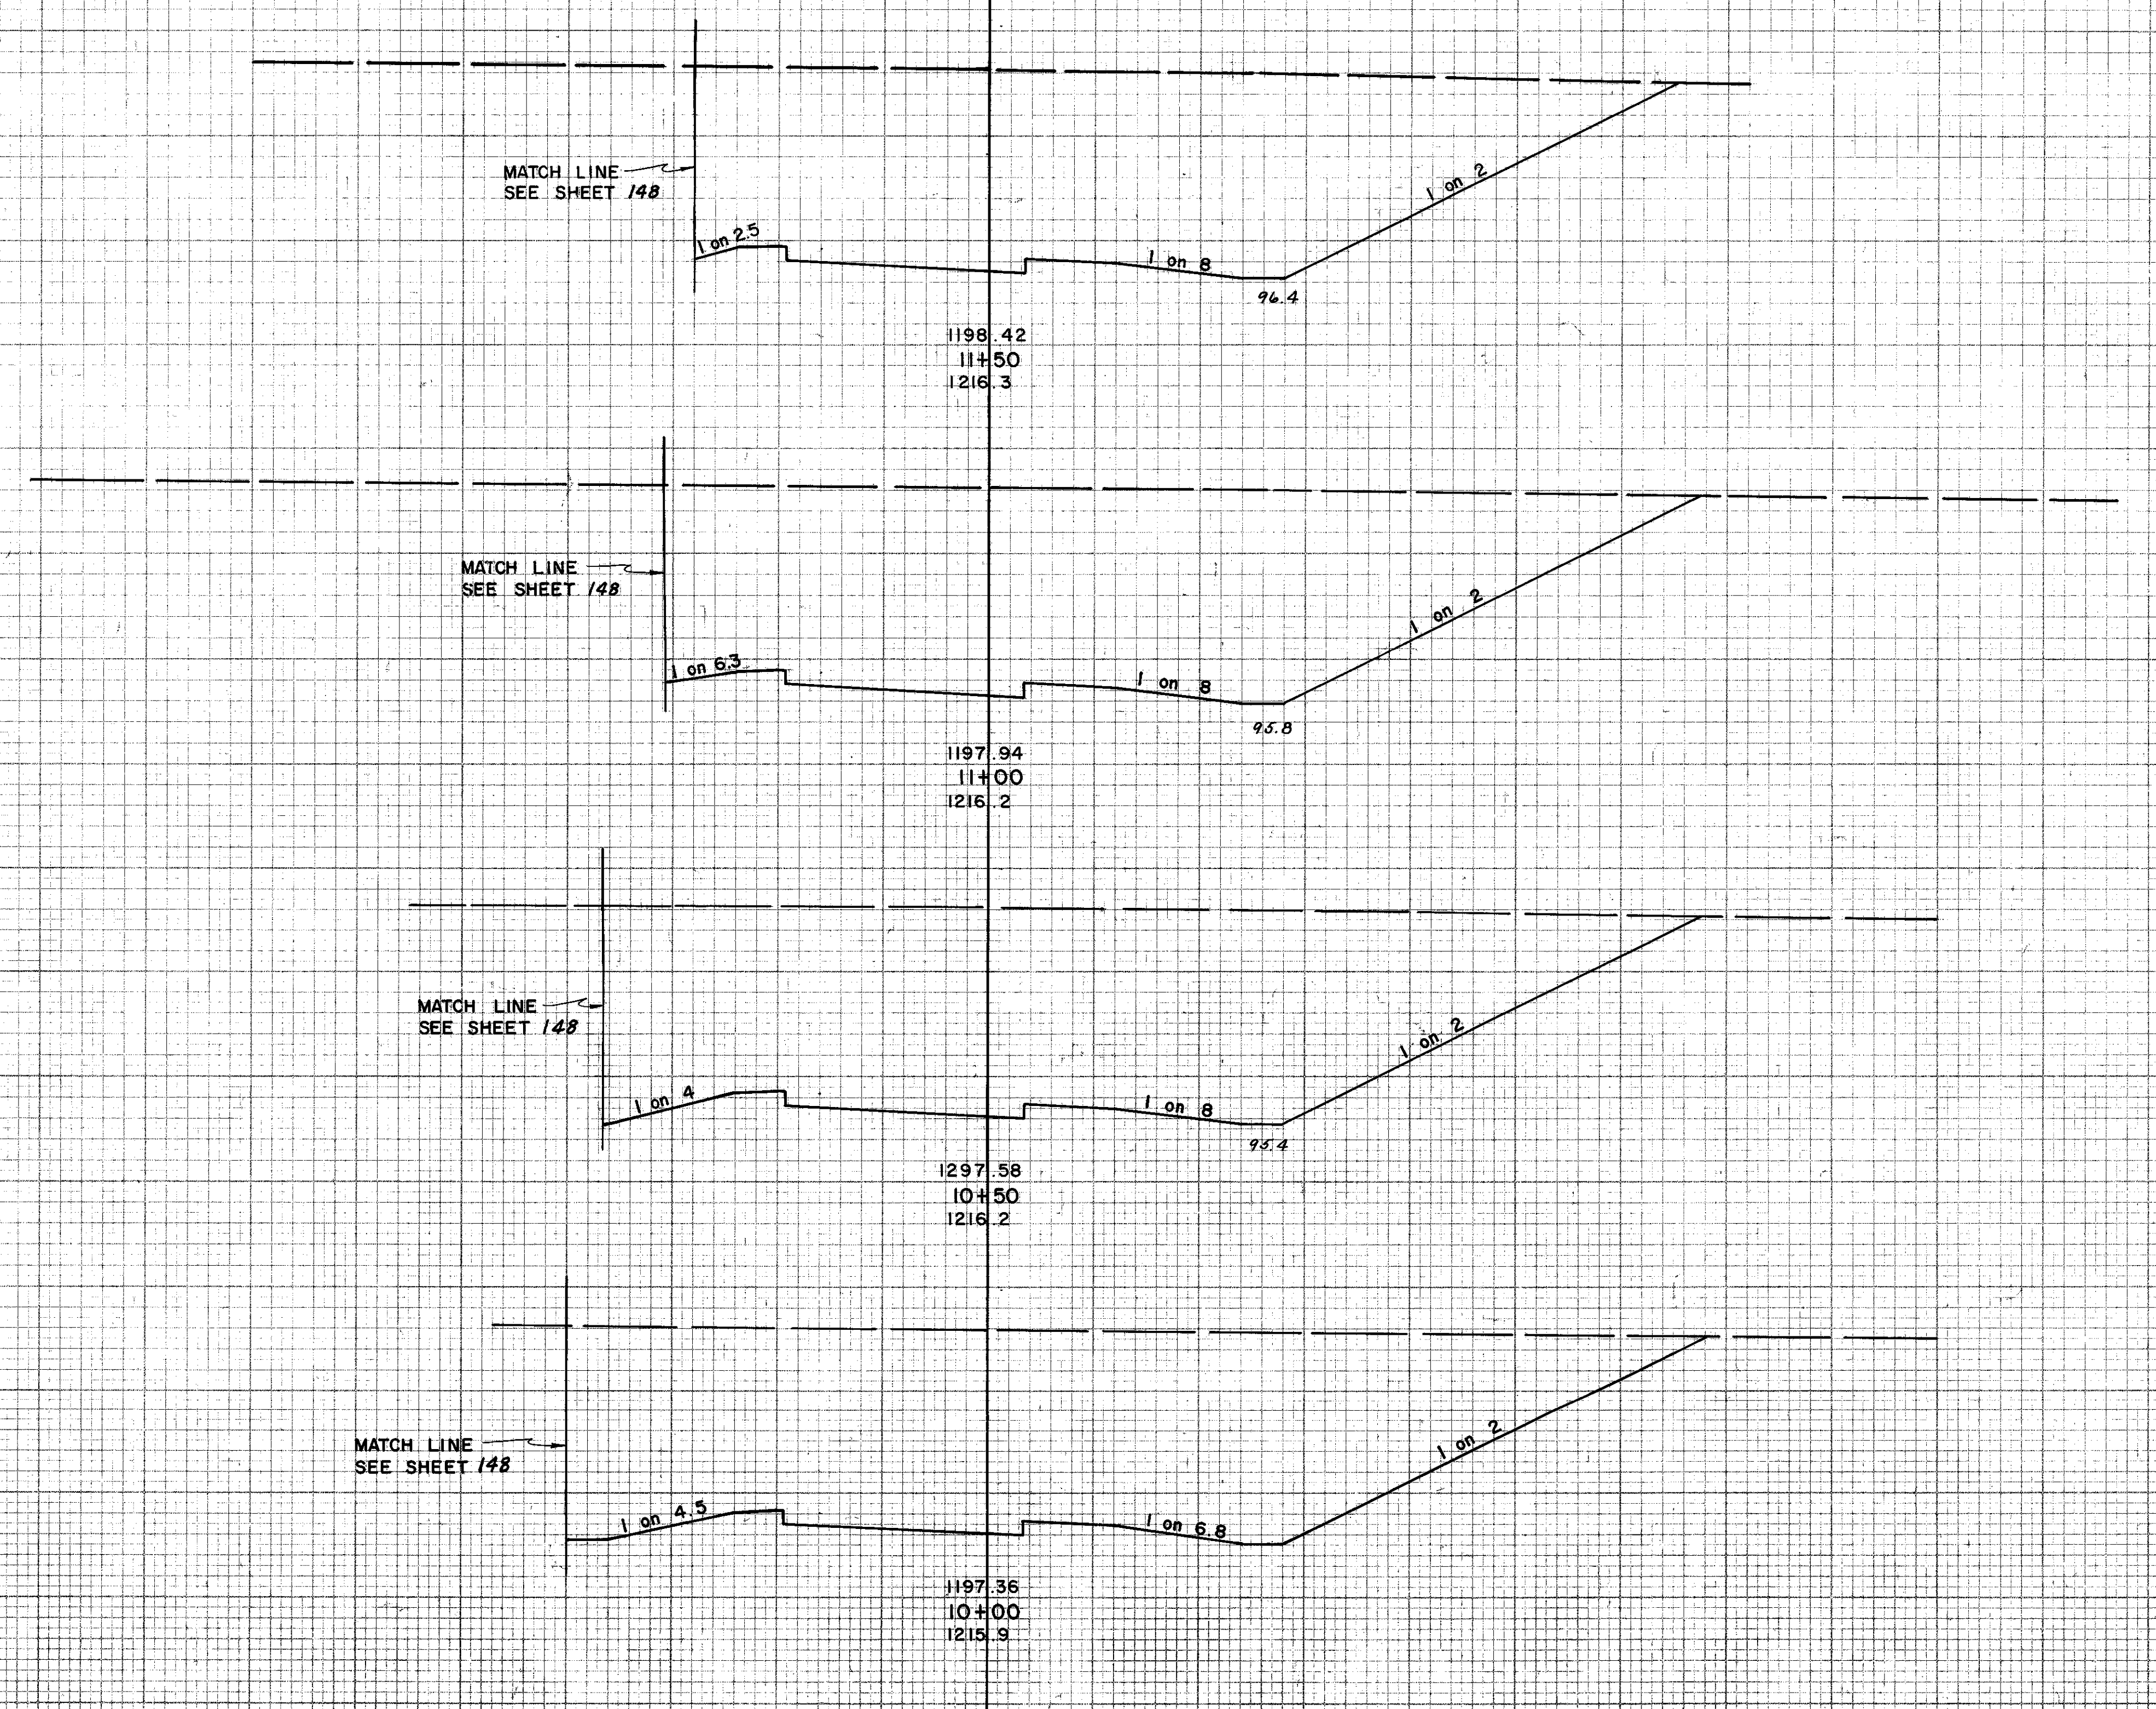 MATCH LINE
SEE SHEET 148
1 on 2.5
1 on 8
1 on 2
96.4
1198.42
11+50
1216.3
MATCH LINE
SEE SHEET 148
1 on 6.3
1 on 8
1 on 2
95.8
1197.94
11+00
1216.2
MATCH LINE
SEE SHEET 148
1 on 4
1 on 8
1 on 2
95.4
1297.58
10+50
1216.2
MATCH LINE
SEE SHEET 148
1 on 4.5
1 on 6.8
1 on 2
1197.36
10+00
1215.9